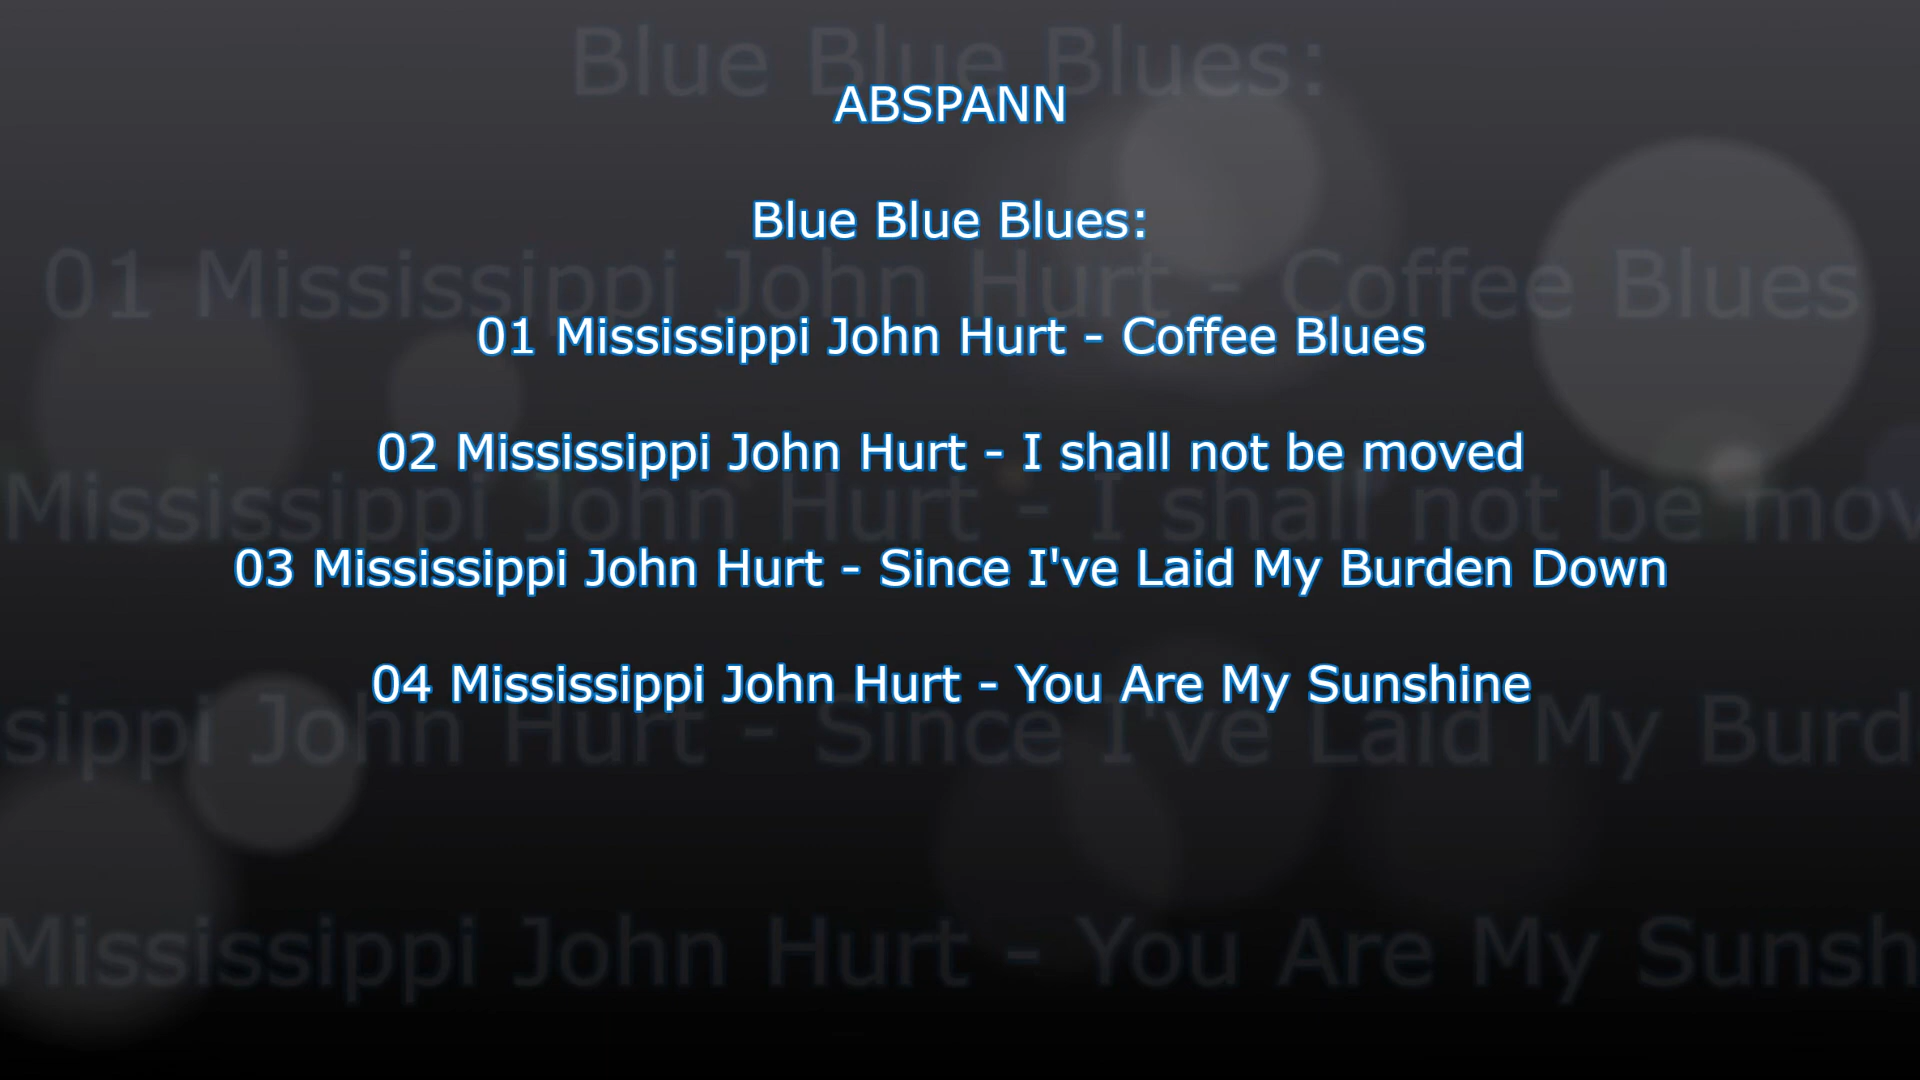 ABSPANN
Blue Blue Blues:
01 Mississippi John Hurt - Coffee Blues
02 Mississippi John Hurt - I shall not be moved
03 Mississippi John Hurt - Since I've Laid My Burden Down
04 Mississippi John Hurt - You Are My Sunshine